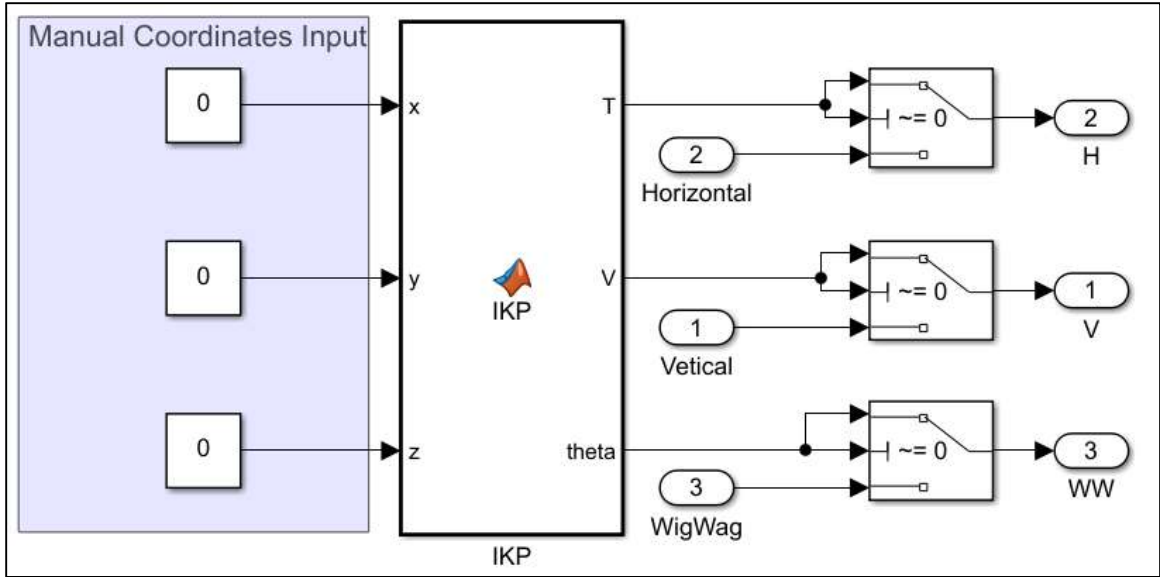 Manual Coordinates Input
0
x
T
~= 0
2
H
2
Horizontal
0
y
IKP
V
~= 0
1
V
1
Vetical
0
z
theta
~= 0
3
WW
3
WigWag
IKP